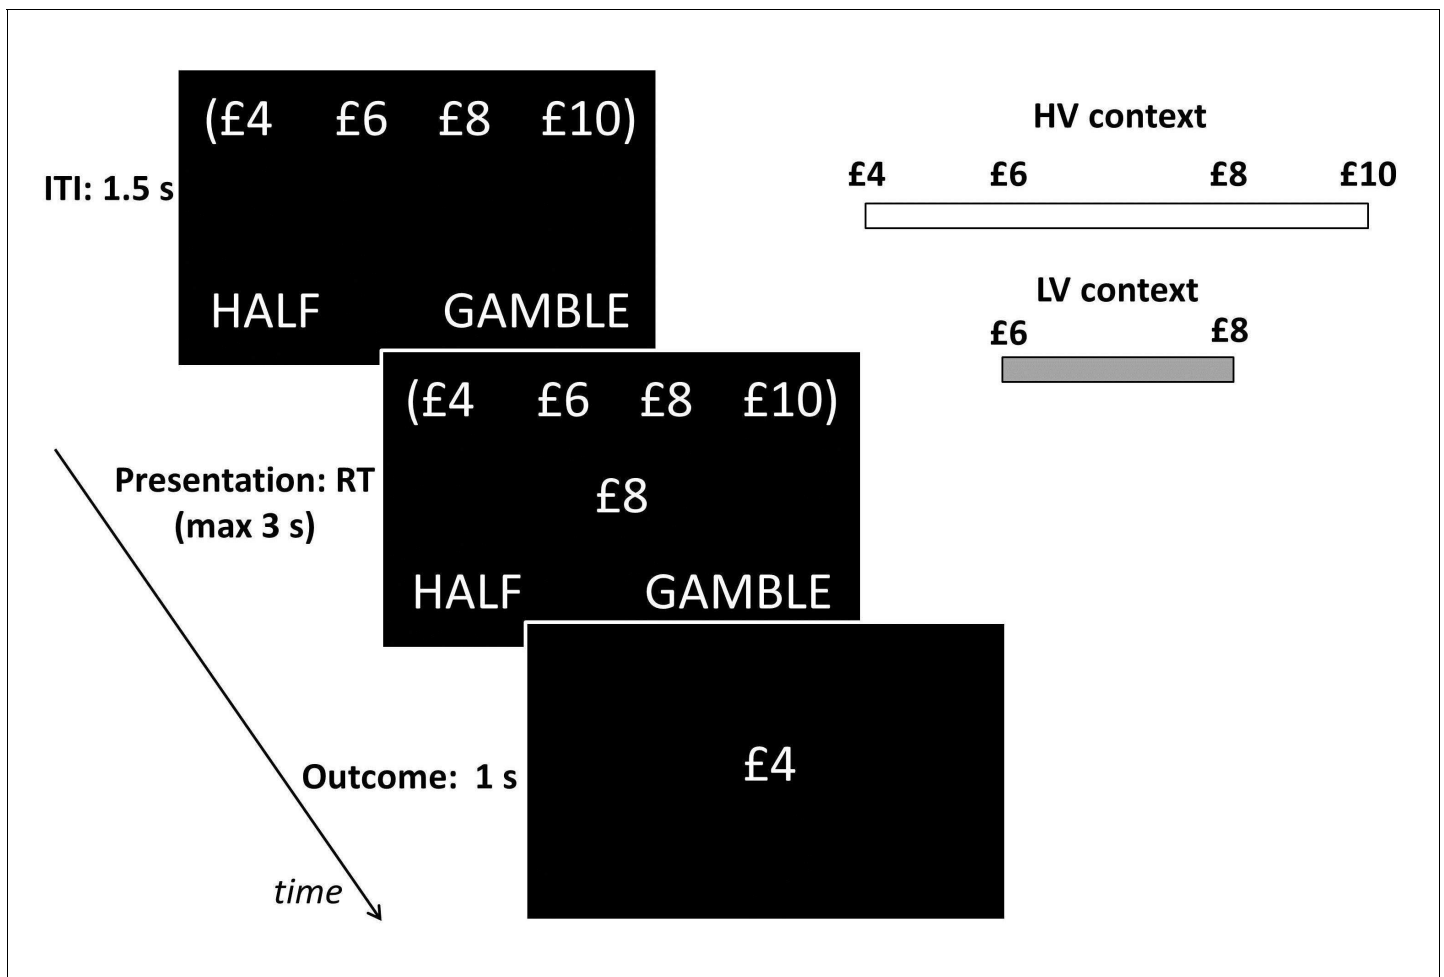 (£4 £6 £8 £10)
ITI: 1.5 s
HALF GAMBLE
(£4 £6 £8 £10)
Presentation: RT
(max 3 s)
£8
HALF GAMBLE
Outcome: 1 s
£4
time
HV context
£4 £6 £8 £10
LV context
£6 £8